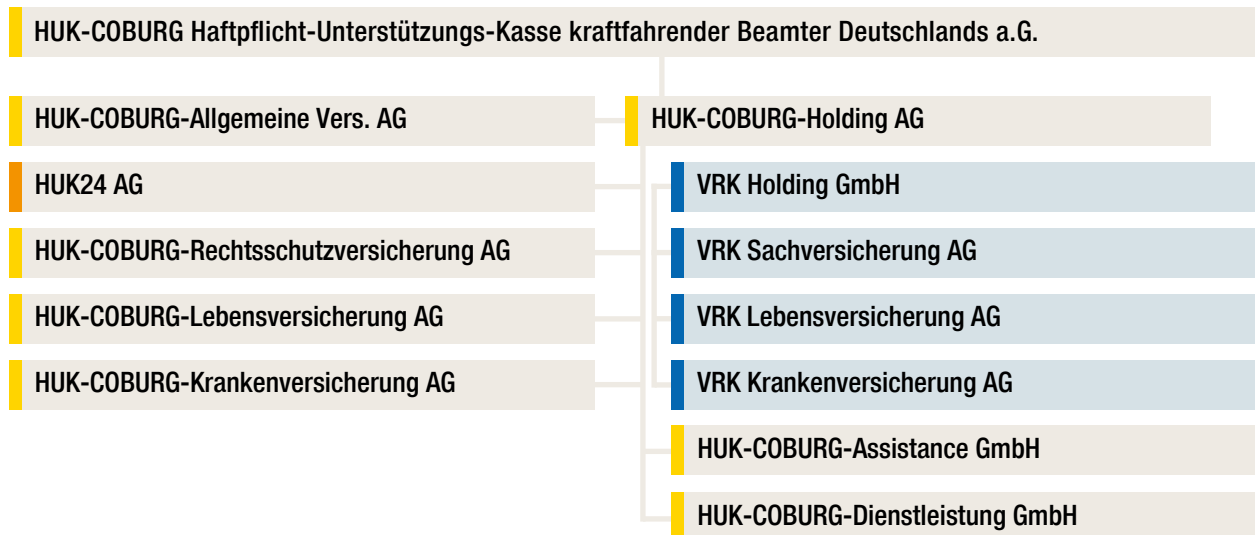 HUK-COBURG Haftpflicht-Unterstützungs-Kasse kraftfahrender Beamter Deutschlands a.G.
HUK-COBURG-Allgemeine Vers. AG
HUK-COBURG-Holding AG
HUK24 AG
VRK Holding GmbH
HUK-COBURG-Rechtsschutzversicherung AG
VRK Sachversicherung AG
HUK-COBURG-Lebensversicherung AG
VRK Lebensversicherung AG
HUK-COBURG-Krankenversicherung AG
VRK Krankenversicherung AG
HUK-COBURG-Assistance GmbH
HUK-COBURG-Dienstleistung GmbH